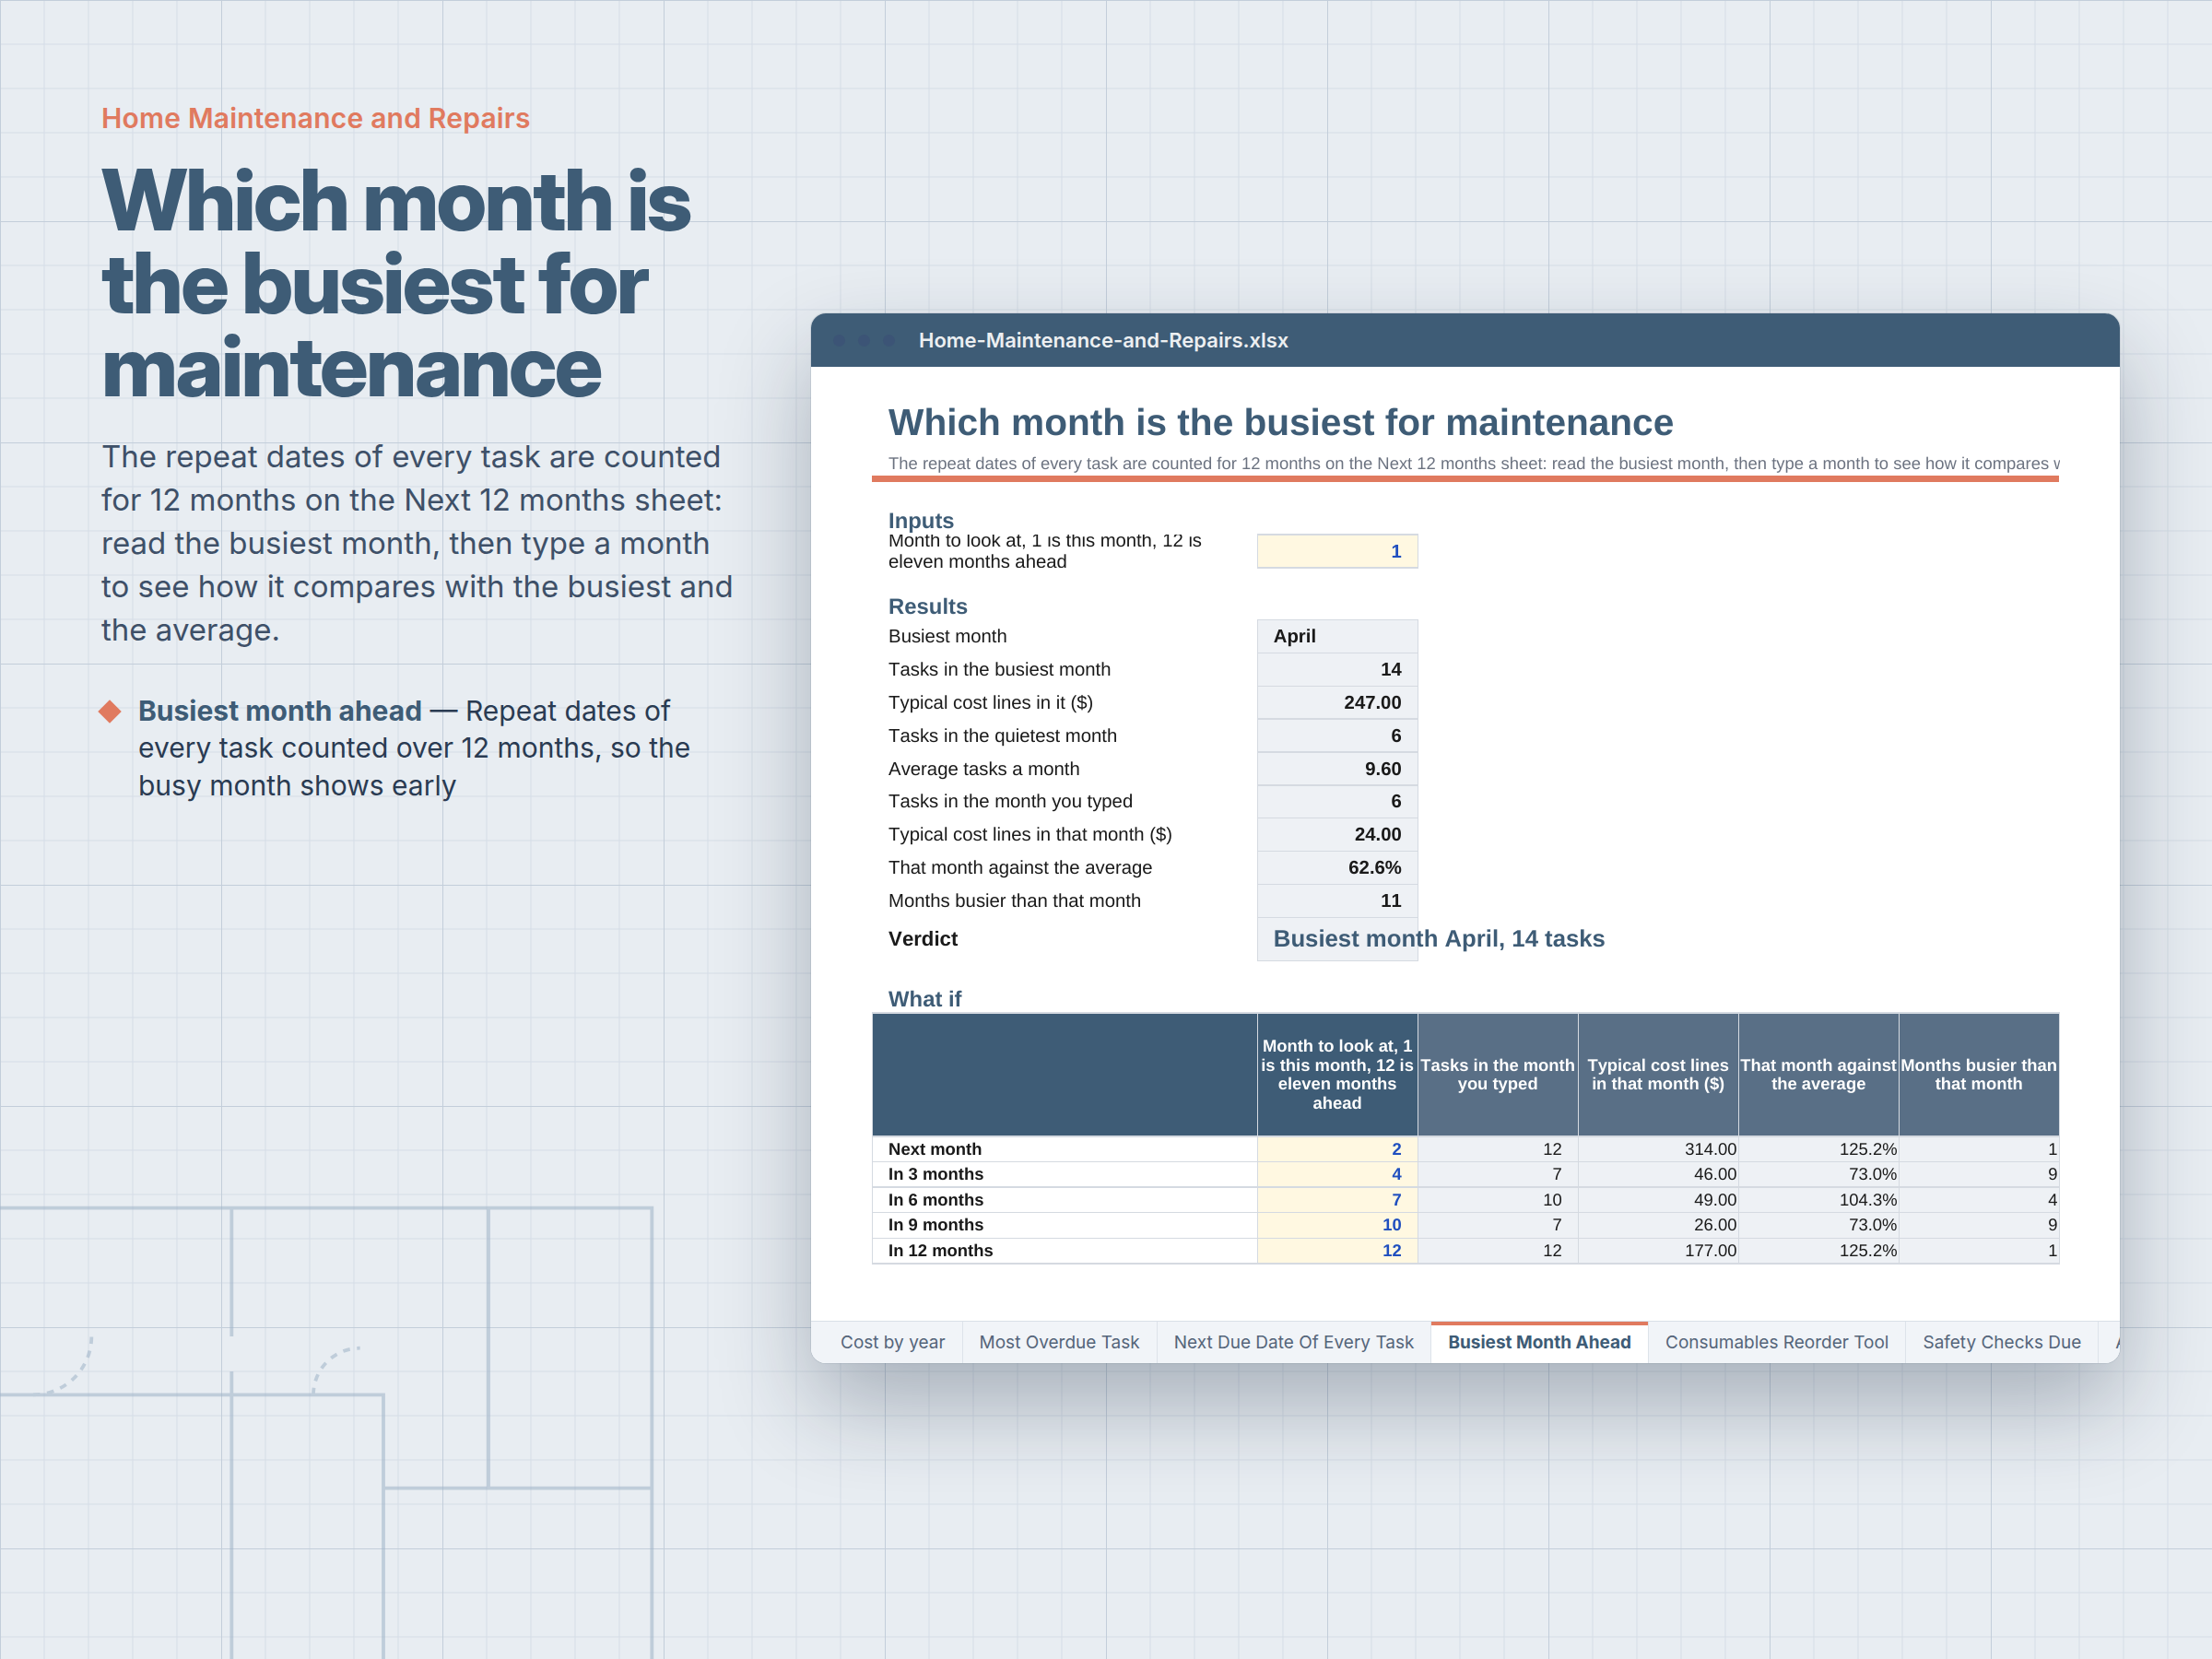 Home Maintenance and Repairs
Which month is
the busiest for
maintenance
The repeat dates of every task are counted
for 12 months on the Next 12 months sheet:
read the busiest month, then type a month
to see how it compares with the busiest and
the average.
Busiest month ahead — Repeat dates of
every task counted over 12 months, so the
busy month shows early
Home-Maintenance-and-Repairs.xlsx
Which month is the busiest for maintenance
The repeat dates of every task are counted for 12 months on the Next 12 months sheet: read the busiest month, then type a month to see how it compares
Inputs
Month to look at, 1 is this month, 12 is
eleven months ahead
1
Results
Busiest month April
Tasks in the busiest month 14
Typical cost lines in it ($) 247.00
Tasks in the quietest month 6
Average tasks a month 9.60
Tasks in the month you typed 6
Typical cost lines in that month ($) 24.00
That month against the average 62.6%
Months busier than that month 11
Verdict Busiest month April, 14 tasks
What if
Month to look at, 1
is this month, 12 is
eleven months
ahead
Tasks in the month
you typed
Typical cost lines
in that month ($)
That month against
the average
Months busier than
that month
Next month 2 12 314.00 125.2% 1
In 3 months 4 7 46.00 73.0% 9
In 6 months 7 10 49.00 104.3% 4
In 9 months 10 7 26.00 73.0% 9
In 12 months 12 12 177.00 125.2% 1
Cost by year Most Overdue Task Next Due Date Of Every Task Busiest Month Ahead Consumables Reorder Tool Safety Checks Due